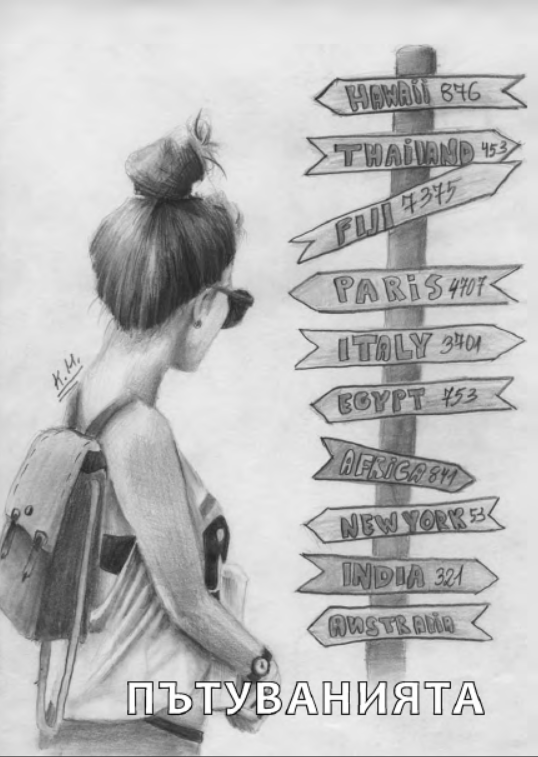 HAWAii 876
THAiLAND 453
FIJI 7375
PARiS 4707
ITALY 3701
EGYPT 753
AFRiCA 841
NEW YORK 53
INDIA 321
AUSTRAliA
К.И.
ПЪТУВАНИЯТА